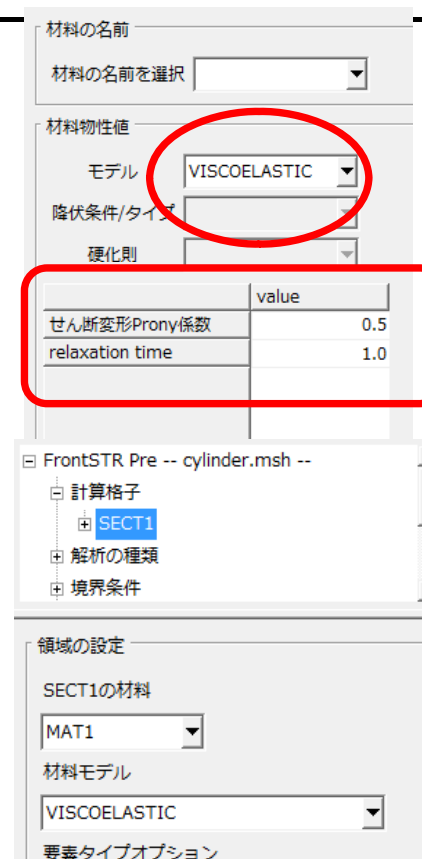 材料の名前
材料の名前を選択
材料物性値
モデル VISCOELASTIC
降伏条件/タイプ
硬化則
value
せん断変形Prony係数 0.5
relaxation time 1.0
FrontSTR Pre -- cylinder.msh --
計算格子
SECT1
解析の種類
境界条件
領域の設定
SECT1の材料
MAT1
材料モデル
VISCOELASTIC
要素タイプオプション